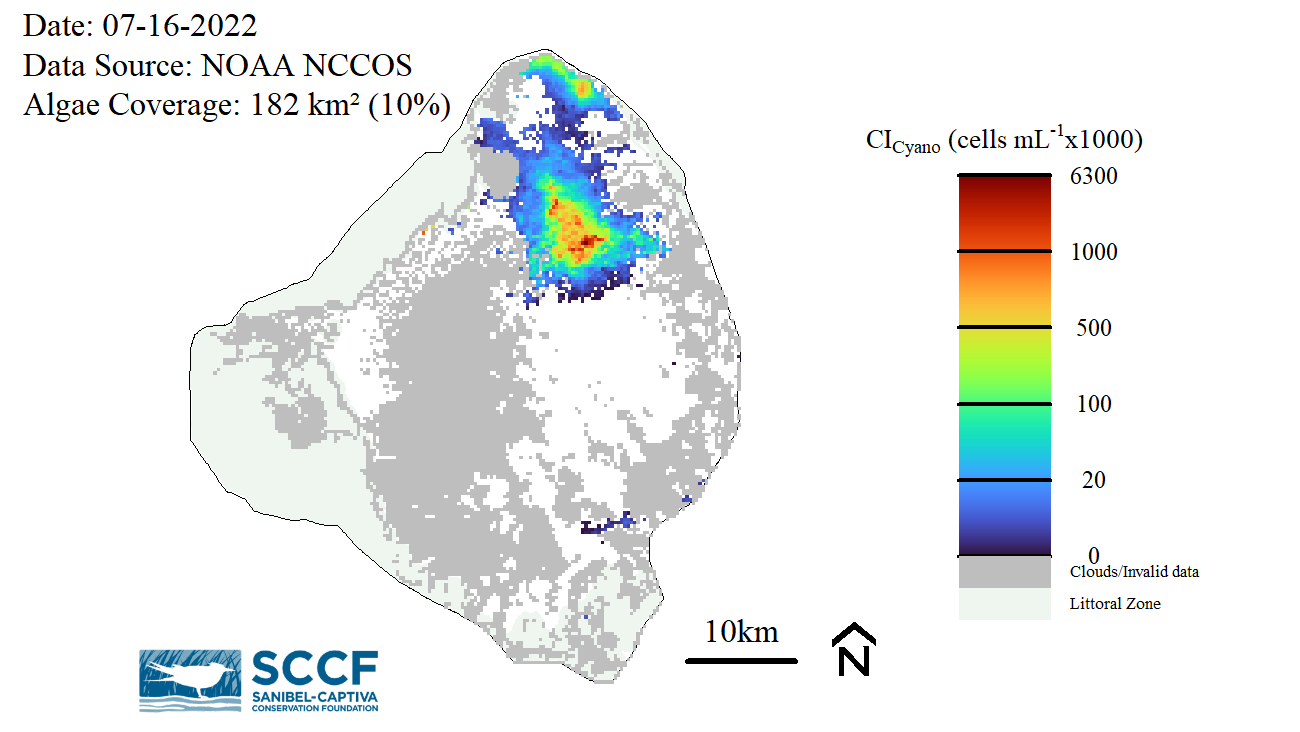 Date: 07-16-2022
Data Source: NOAA NCCOS
Algae Coverage: 182 km² (10%)
CICyano (cells mL-1x1000)
6300
1000
500
100
20
0
Clouds/Invalid data
Littoral Zone
10km
N
SCCF
SANIBEL-CAPTIVA
CONSERVATION FOUNDATION